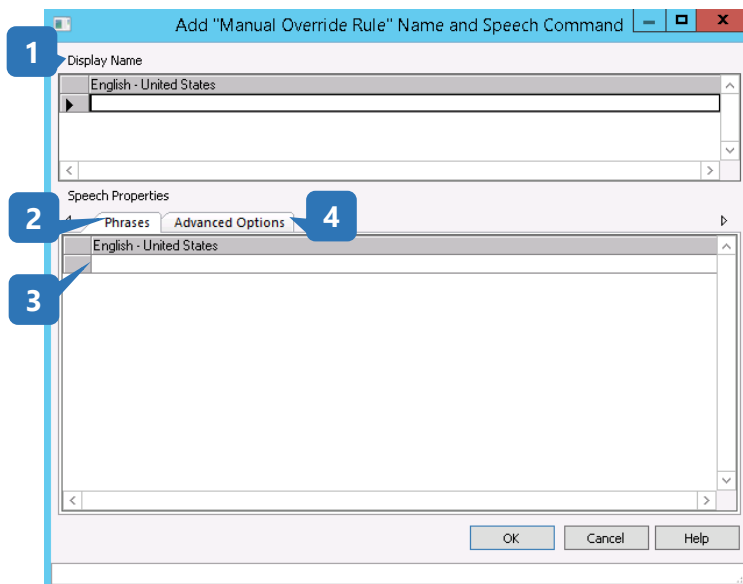 Add "Manual Override Rule" Name and Speech Command
1
Display Name
English - United States
Speech Properties
2
Phrases Advanced Options
4
English - United States
3
OK Cancel Help